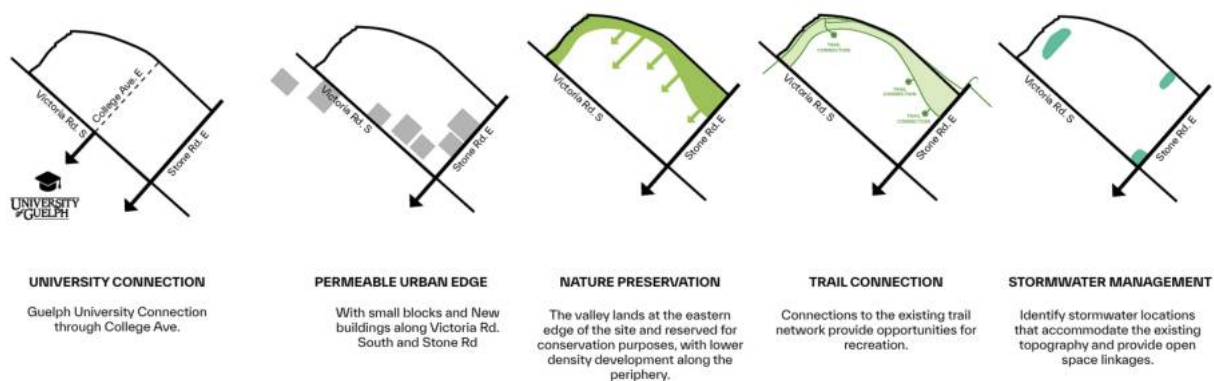 Victoria Rd. S
College Ave. E
Stone Rd. E
UNIVERSITY
of GUELPH
UNIVERSITY CONNECTION
Guelph University Connection
through College Ave.
Victoria Rd. S
Stone Rd. E
PERMEABLE URBAN EDGE
With small blocks and New
buildings along Victoria Rd.
South and Stone Rd
Victoria Rd. S
Stone Rd. E
NATURE PRESERVATION
The valley lands at the eastern
edge of the site and reserved for
conservation purposes, with lower
density development along the
periphery.
TRAIL
CONNECTION
TRAIL
CONNECTION
TRAIL
CONNECTION
Victoria Rd. S
Stone Rd. E
TRAIL CONNECTION
Connections to the existing trail
network provide opportunities for
recreation.
Victoria Rd. S
Stone Rd. E
STORMWATER MANAGEMENT
Identify stormwater locations
that accommodate the existing
topography and provide open
space linkages.